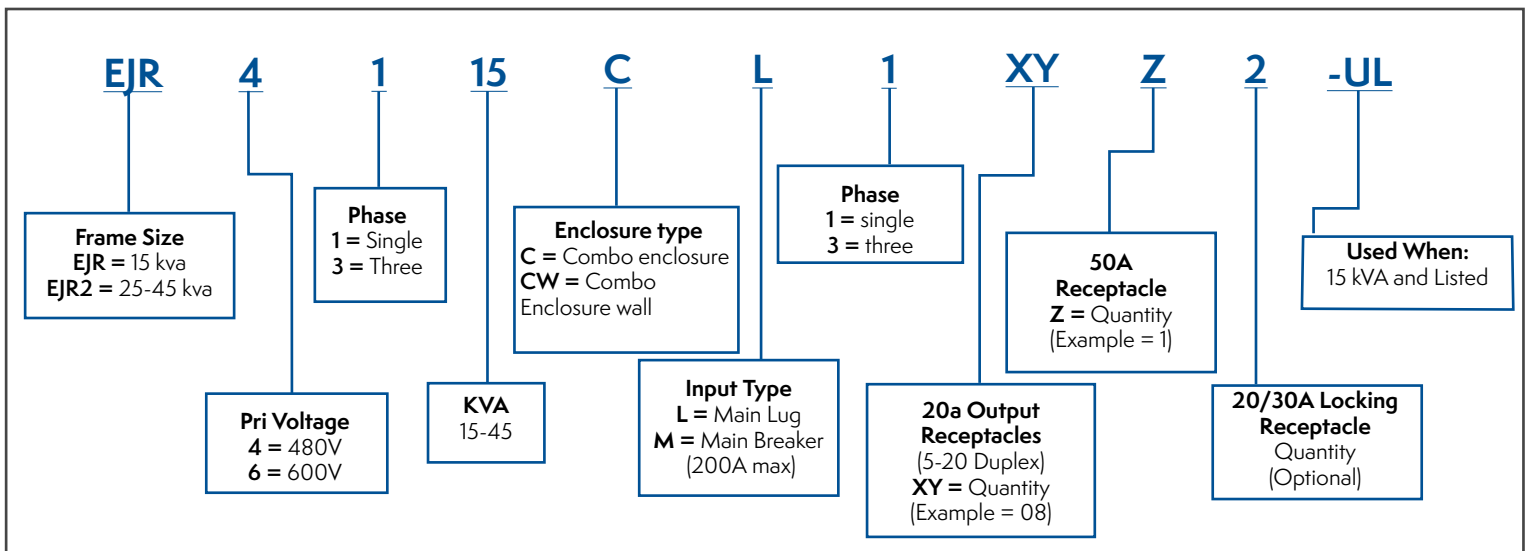 EJR 4 1 15 C L 1 XY Z 2 -UL
Frame Size
EJR = 15 kva
EJR2 = 25-45 kva
Pri Voltage
4 = 480V
6 = 600V
Phase
1 = Single
3 = Three
KVA
15-45
Enclosure type
C = Combo enclosure
CW = Combo
Enclosure wall
Input Type
L = Main Lug
M = Main Breaker
(200A max)
Phase
1 = single
3 = three
20a Output
Receptacles
(5-20 Duplex)
XY = Quantity
(Example = 08)
50A
Receptacle
Z = Quantity
(Example = 1)
20/30A Locking
Receptacle
Quantity
(Optional)
Used When:
15 kVA and Listed